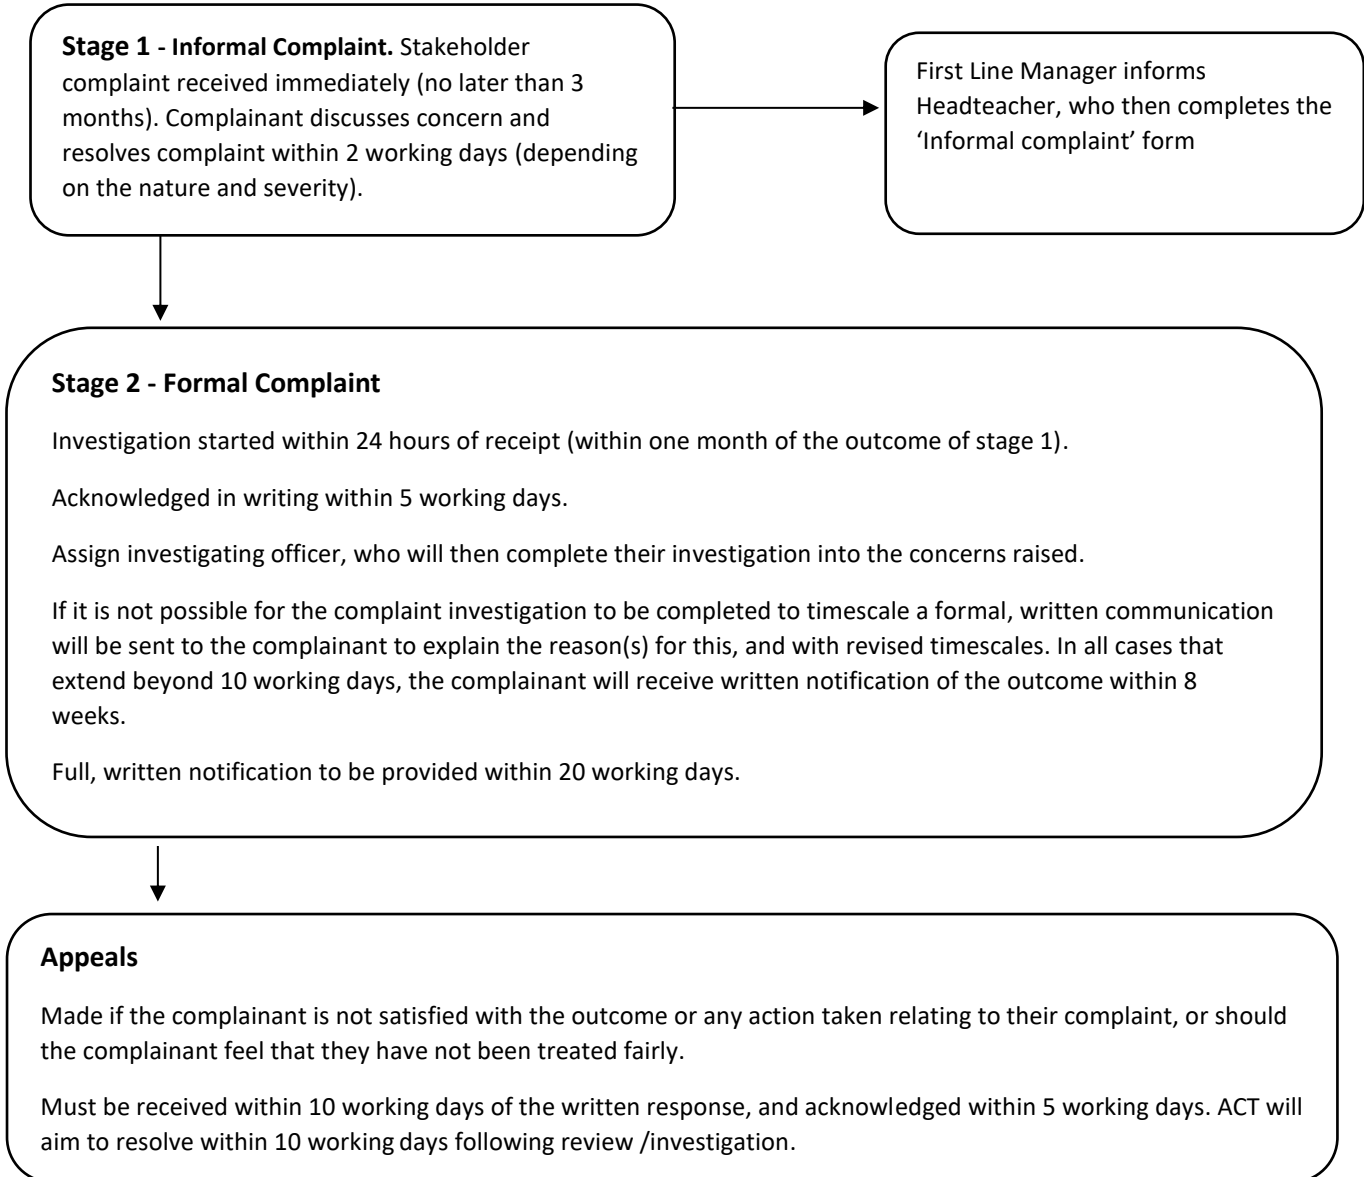 Stage 1 - Informal Complaint. Stakeholder
complaint received immediately (no later than 3
months). Complainant discusses concern and
resolves complaint within 2 working days (depending
on the nature and severity).
First Line Manager informs
Headteacher, who then completes the
‘Informal complaint’ form
Stage 2 - Formal Complaint
Investigation started within 24 hours of receipt (within one month of the outcome of stage 1).
Acknowledged in writing within 5 working days.
Assign investigating officer, who will then complete their investigation into the concerns raised.
If it is not possible for the complaint investigation to be completed to timescale a formal, written communication
will be sent to the complainant to explain the reason(s) for this, and with revised timescales. In all cases that
extend beyond 10 working days, the complainant will receive written notification of the outcome within 8
weeks.
Full, written notification to be provided within 20 working days.
Appeals
Made if the complainant is not satisfied with the outcome or any action taken relating to their complaint, or should
the complainant feel that they have not been treated fairly.
Must be received within 10 working days of the written response, and acknowledged within 5 working days. ACT will
aim to resolve within 10 working days following review /investigation.